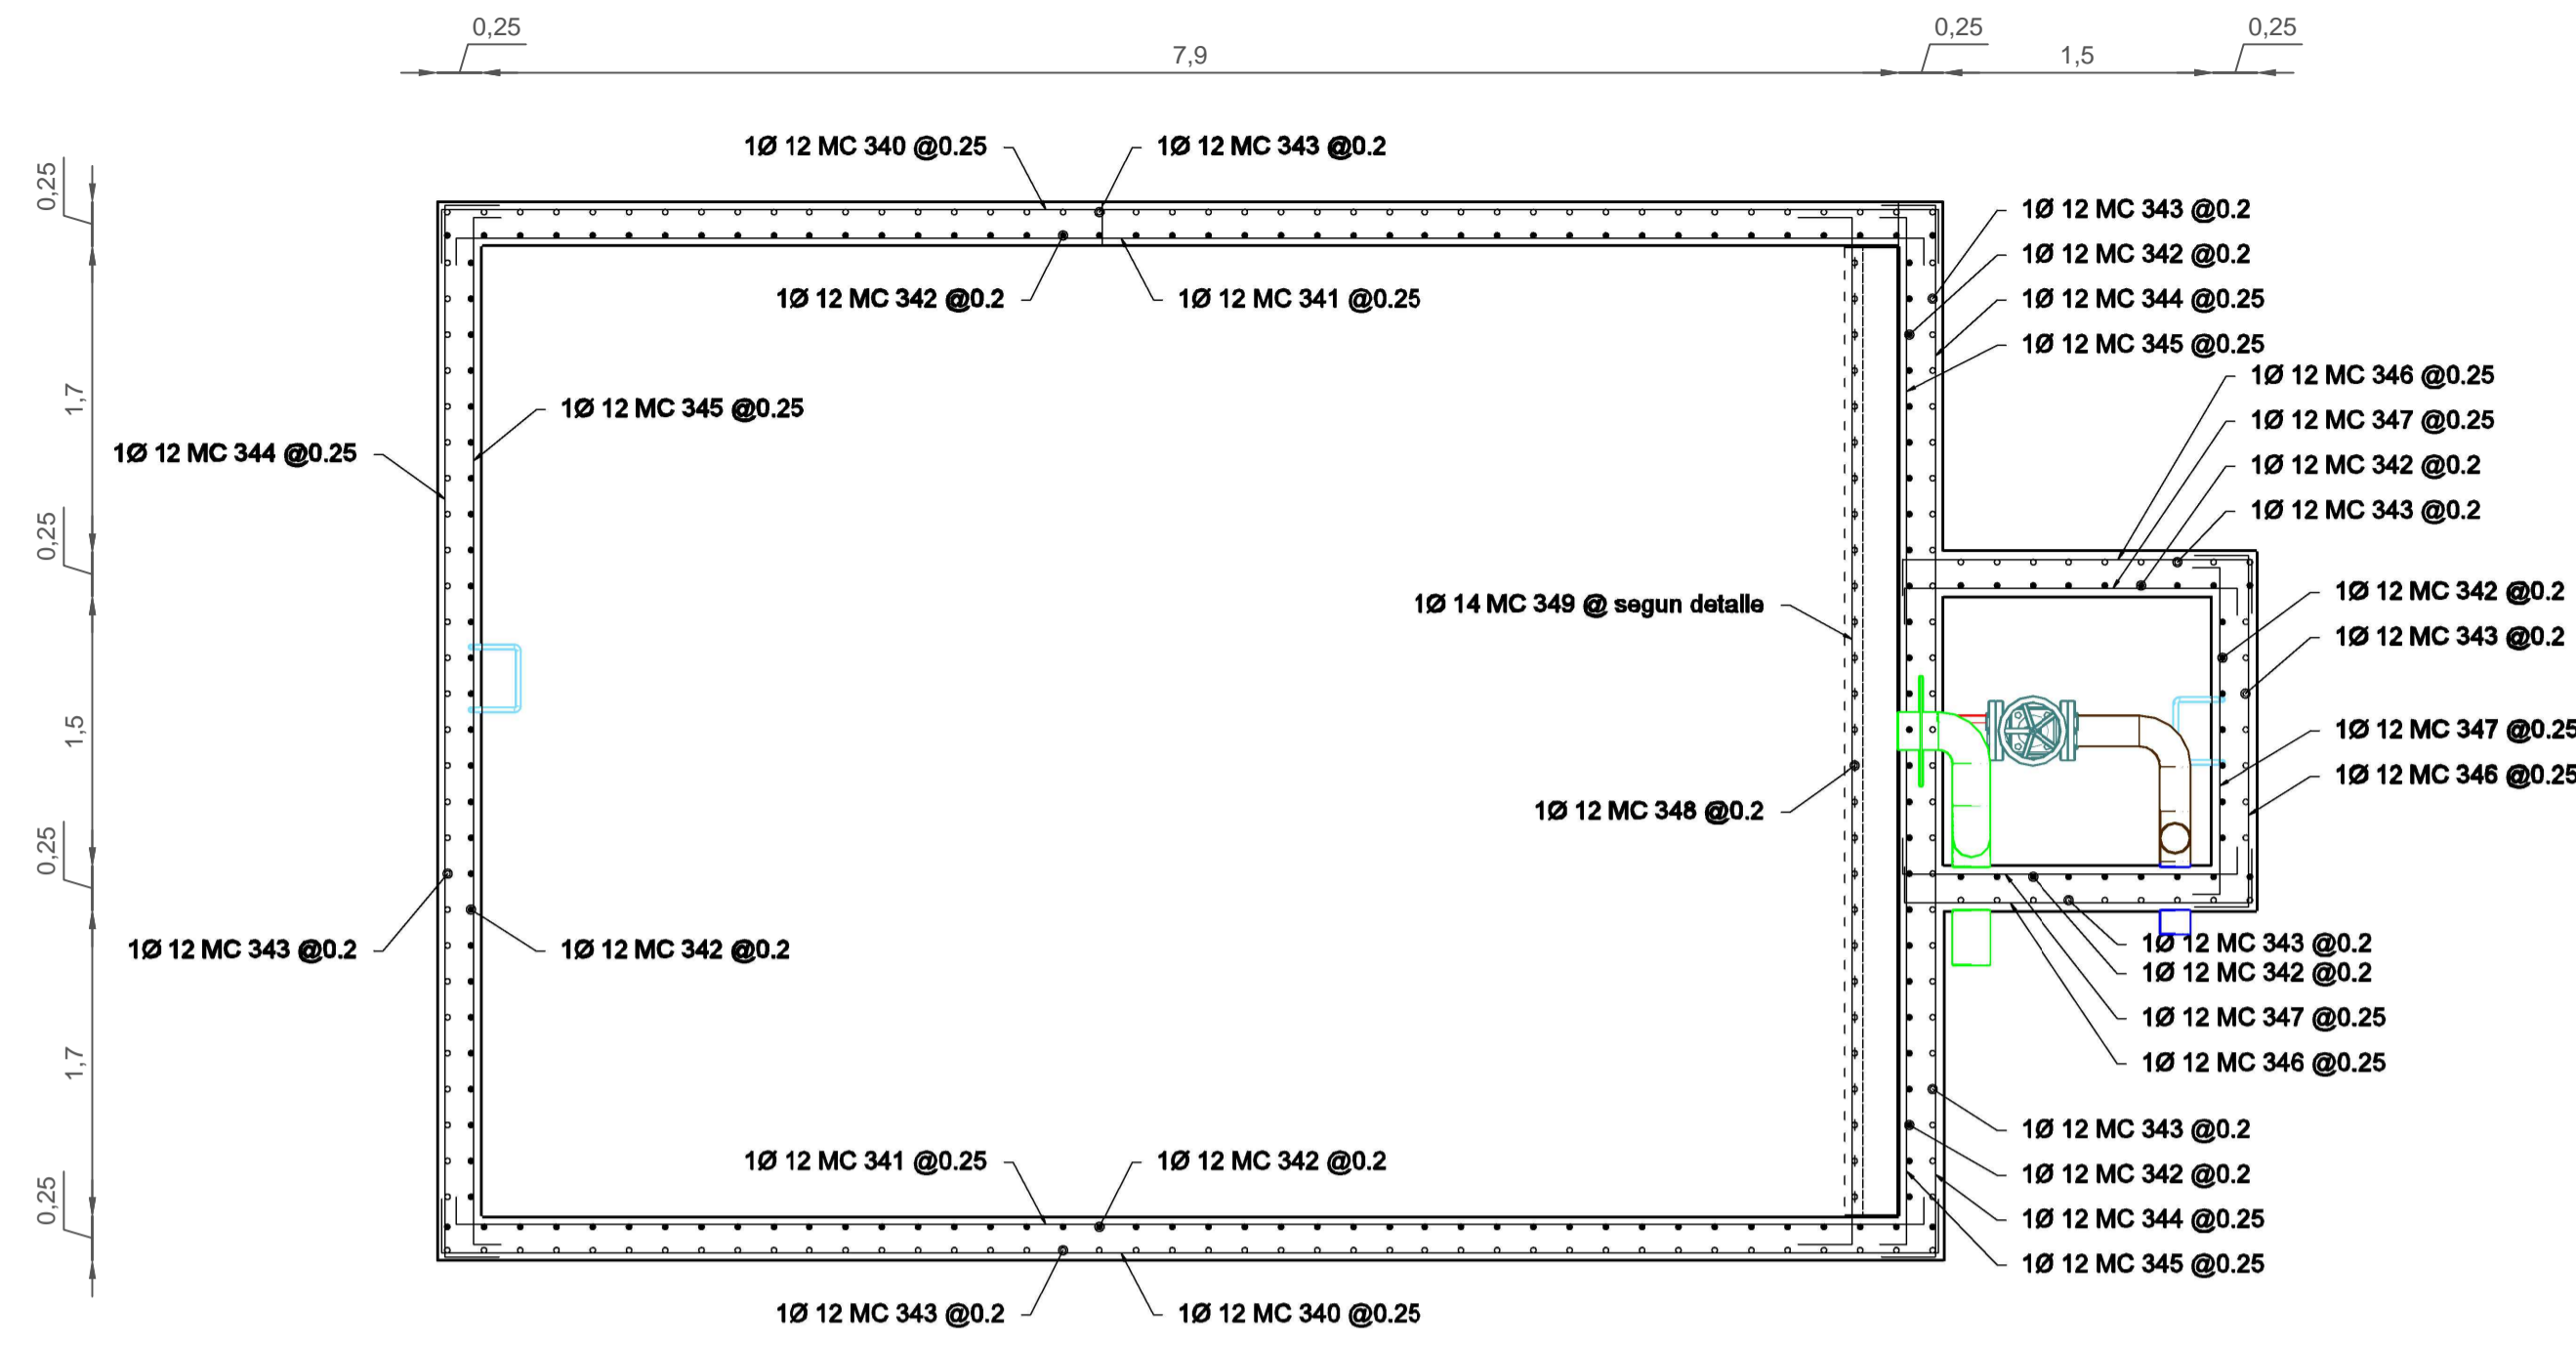 0,25
7,9
0,25
1,5
0,25
0,25
1,7
0,25
1,5
0,25
1,7
0,25
1Ø 12 MC 340 @0.25
1Ø 12 MC 343 @0.2
1Ø 12 MC 342 @0.2
1Ø 12 MC 341 @0.25
1Ø 12 MC 343 @0.2
1Ø 12 MC 342 @0.2
1Ø 12 MC 344 @0.25
1Ø 12 MC 345 @0.25
1Ø 12 MC 346 @0.25
1Ø 12 MC 347 @0.25
1Ø 12 MC 342 @0.2
1Ø 12 MC 343 @0.2
1Ø 12 MC 345 @0.25
1Ø 12 MC 344 @0.25
1Ø 14 MC 349 @ segun detalle
1Ø 12 MC 342 @0.2
1Ø 12 MC 343 @0.2
1Ø 12 MC 347 @0.25
1Ø 12 MC 346 @0.25
1Ø 12 MC 348 @0.2
1Ø 12 MC 343 @0.2
1Ø 12 MC 342 @0.2
1Ø 12 MC 343 @0.2
1Ø 12 MC 342 @0.2
1Ø 12 MC 347 @0.25
1Ø 12 MC 346 @0.25
1Ø 12 MC 343 @0.2
1Ø 12 MC 342 @0.2
1Ø 12 MC 344 @0.25
1Ø 12 MC 345 @0.25
1Ø 12 MC 341 @0.25
1Ø 12 MC 342 @0.2
1Ø 12 MC 343 @0.2
1Ø 12 MC 340 @0.25